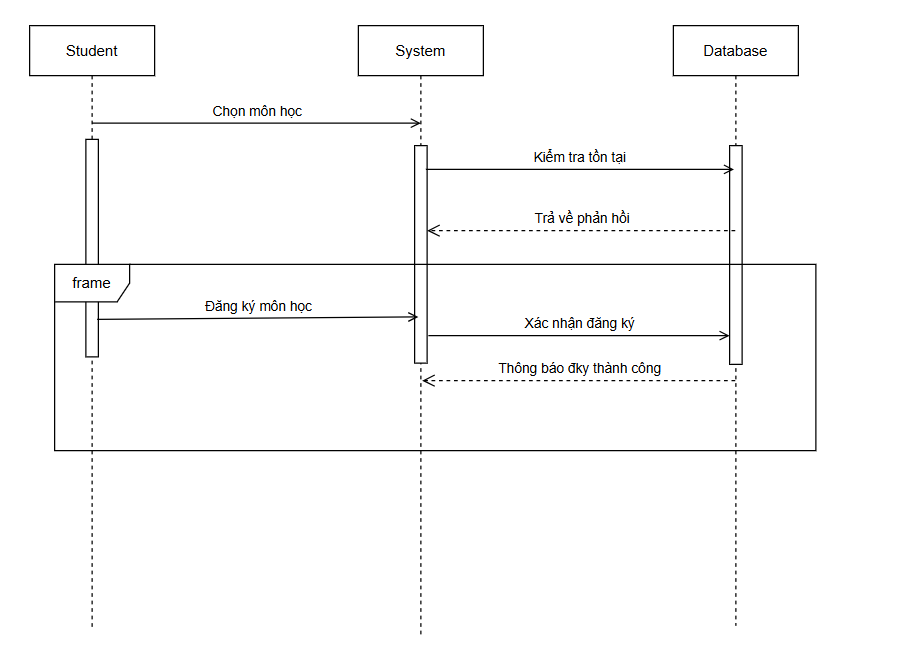 Student
System
Database
Chọn môn học
Kiểm tra tồn tại
Trả về phản hồi
frame
Đăng ký môn học
Xác nhận đăng ký
Thông báo đky thành công